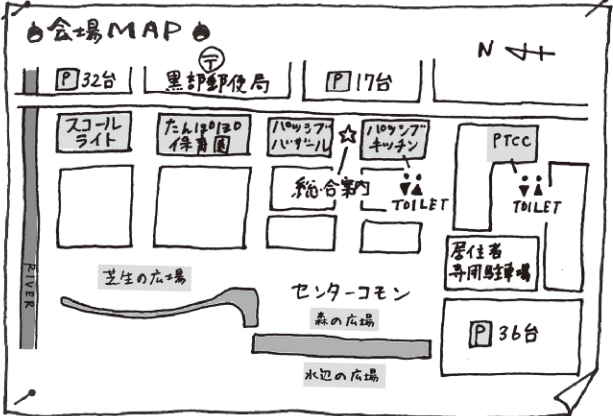 会場MAP
N
〒
P 32台
黒部郵便局
P 17台
スコール
ライト
たんぽぽ
保育園
パッシブ
バザール
パッシブ
キッチン
PTCC
総合案内
TOILET
TOILET
居住者
専用駐車場
RIVER
芝生の広場
センターコモン
森の広場
P 36台
水辺の広場